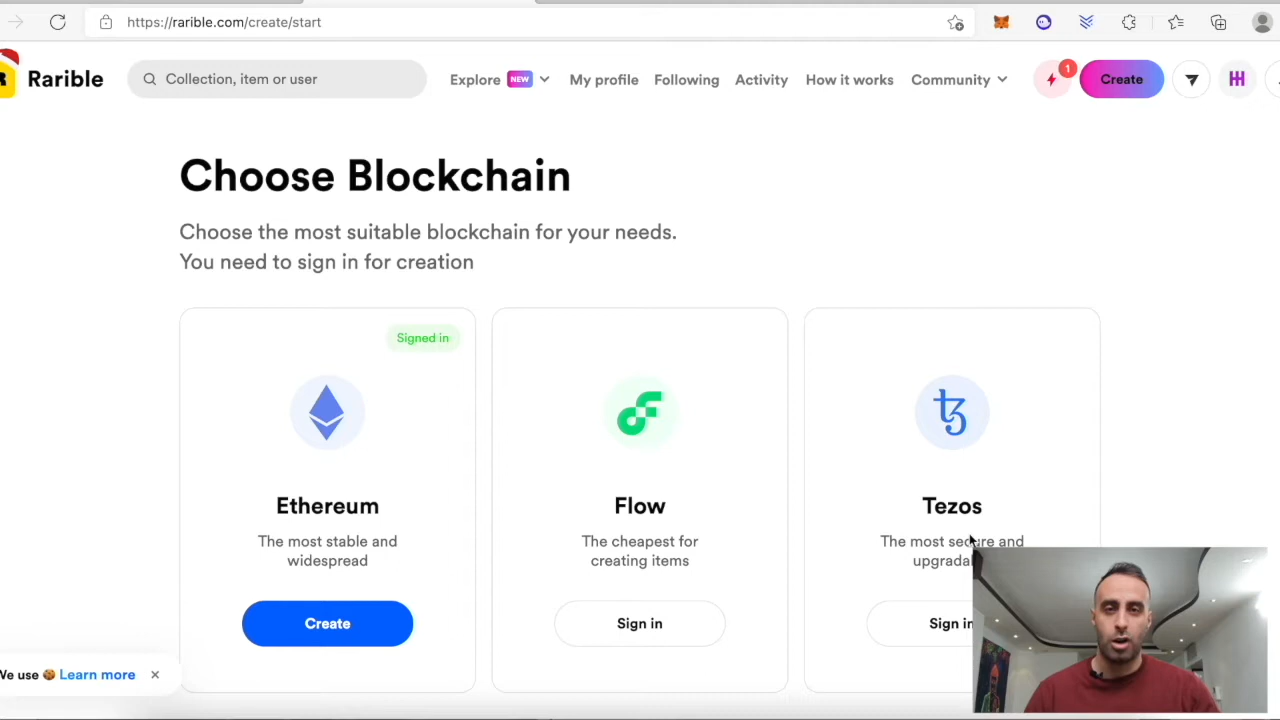 https://rarible.com/create/start
Rarible
Collection, item or user
Explore NEW
My profile
Following
Activity
How it works
Community
1
Create
Choose Blockchain
Choose the most suitable blockchain for your needs.
You need to sign in for creation
Signed in
Ethereum
The most stable and
widespread
Create
Flow
The cheapest for
creating items
Sign in
Tezos
The most secure and
Sign in
use Learn more